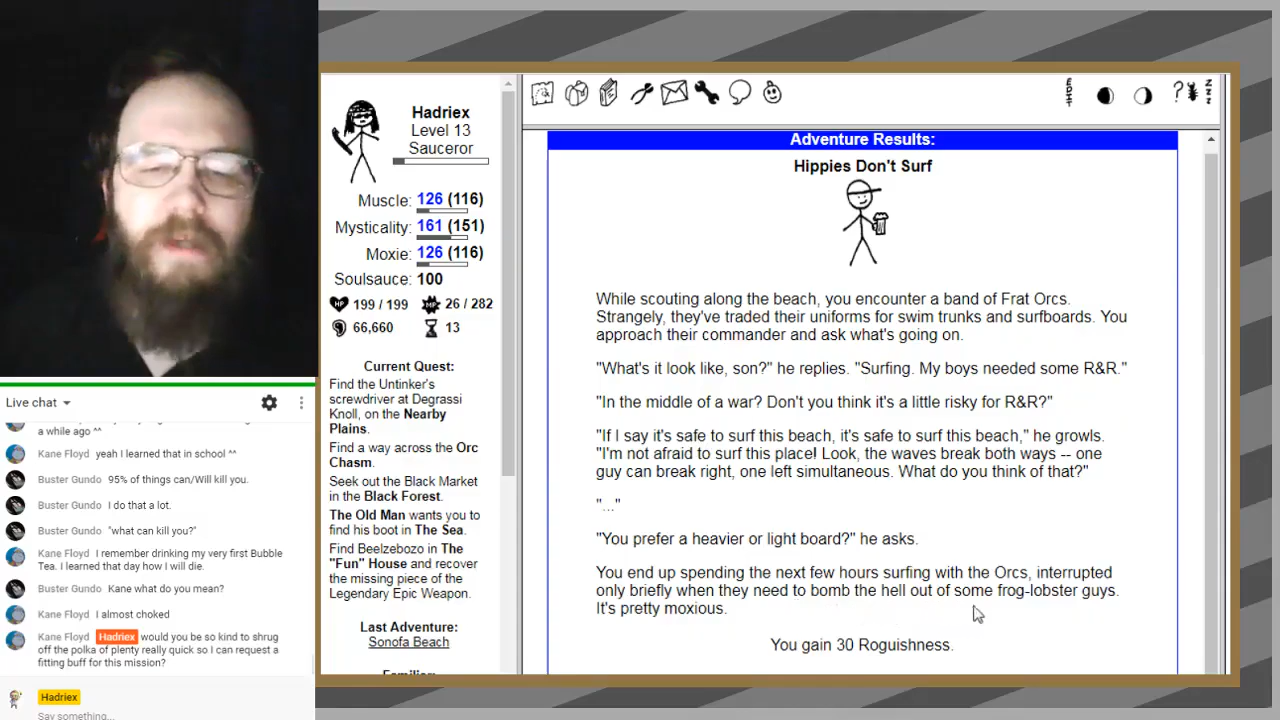 Live chat
a while ago ^^
Kane Floyd yeah I learned that in school ^^
Buster Gundo 95% of things can/Will kill you.
Buster Gundo I do that a lot.
Buster Gundo "what can kill you?"
Kane Floyd I remember drinking my very first Bubble
Tea. I learned that day how I will die.
Buster Gundo Kane what do you mean?
Kane Floyd I almost choked
Kane Floyd Hadriex would you be so kind to shrug
off the polka of plenty really quick so I can request a
fitting buff for this mission?
Hadriex
Say something...
Hadriex
Level 13
Sauceror
Muscle: 126 (116)
Mysticality: 161 (151)
Moxie: 126 (116)
Soulsauce: 100
HP 199 / 199 MP 26 / 282
66,660 13
Current Quest:
Find the Untinker's
screwdriver at Degrassi
Knoll, on the Nearby
Plains.
Find a way across the Orc
Chasm.
Seek out the Black Market
in the Black Forest.
The Old Man wants you to
find his boot in The Sea.
Find Beelzebozo in The
"Fun" House and recover
the missing piece of the
Legendary Epic Weapon.
Last Adventure:
Sonofa Beach
Adventure Results:
Hippies Don't Surf
While scouting along the beach, you encounter a band of Frat Orcs.
Strangely, they've traded their uniforms for swim trunks and surfboards. You
approach their commander and ask what's going on.
"What's it look like, son?" he replies. "Surfing. My boys needed some R&R."
"In the middle of a war? Don't you think it's a little risky for R&R?"
"If I say it's safe to surf this beach, it's safe to surf this beach," he growls.
"I'm not afraid to surf this place! Look, the waves break both ways -- one
guy can break right, one left simultaneous. What do you think of that?"
"..."
"You prefer a heavier or light board?" he asks.
You end up spending the next few hours surfing with the Orcs, interrupted
only briefly when they need to bomb the hell out of some frog-lobster guys.
It's pretty moxious.
You gain 30 Roguishness.